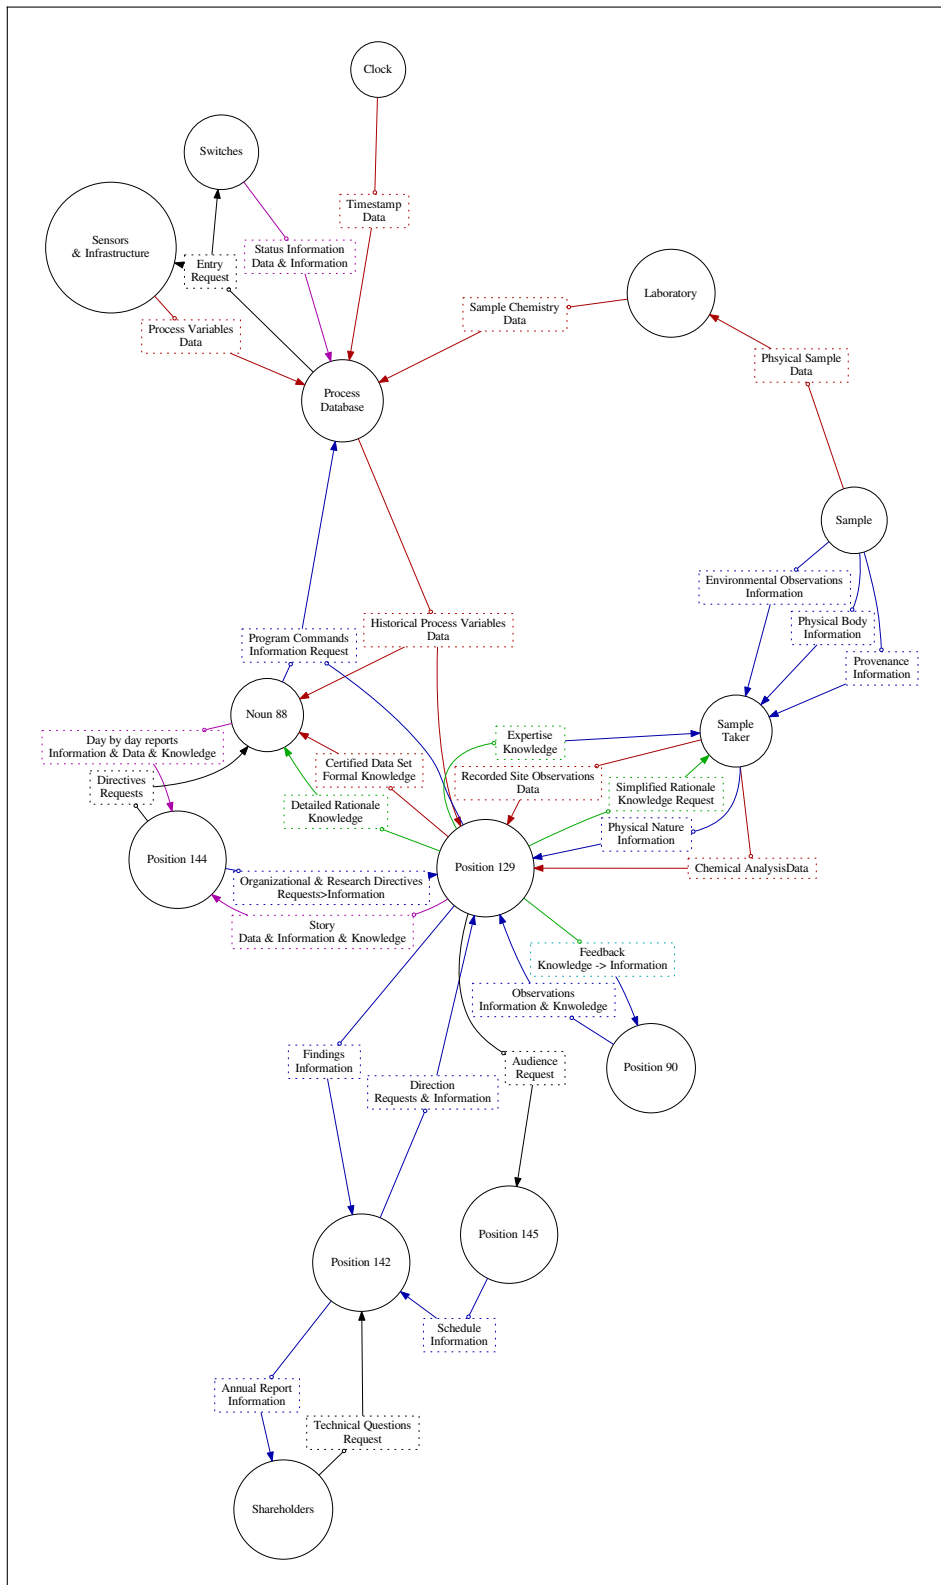 Clock
Switches
Timestamp
Data
Sensors
& Infrastructure
Status Information
Data & Information
Entry
Request
Laboratory
Sample Chemistry
Data
Process Variables
Data
Phsyical Sample
Data
Process
Database
Sample
Environmental Observations
Information
Physical Body
Information
Historical Process Variables
Data
Program Commands
Information Request
Provenance
Information
Noun 88
Sample
Taker
Day by day reports
Information & Data & Knowledge
Expertise
Knowledge
Certified Data Set
Formal Knowledge
Recorded Site Observations
Data
Directives
Requests
Simplified Rationale
Knowledge Request
Detailed Rationale
Knowledge
Physical Nature
Information
Position 144
Position 129
Chemical AnalysisData
Organizational & Research Directives
Requests>Information
Story
Data & Information & Knowledge
Feedback
Knowledge -> Information
Observations
Information & Knwoledge
Findings
Information
Audience
Request
Position 90
Direction
Requests & Information
Position 145
Position 142
Schedule
Information
Annual Report
Information
Technical Questions
Request
Shareholders